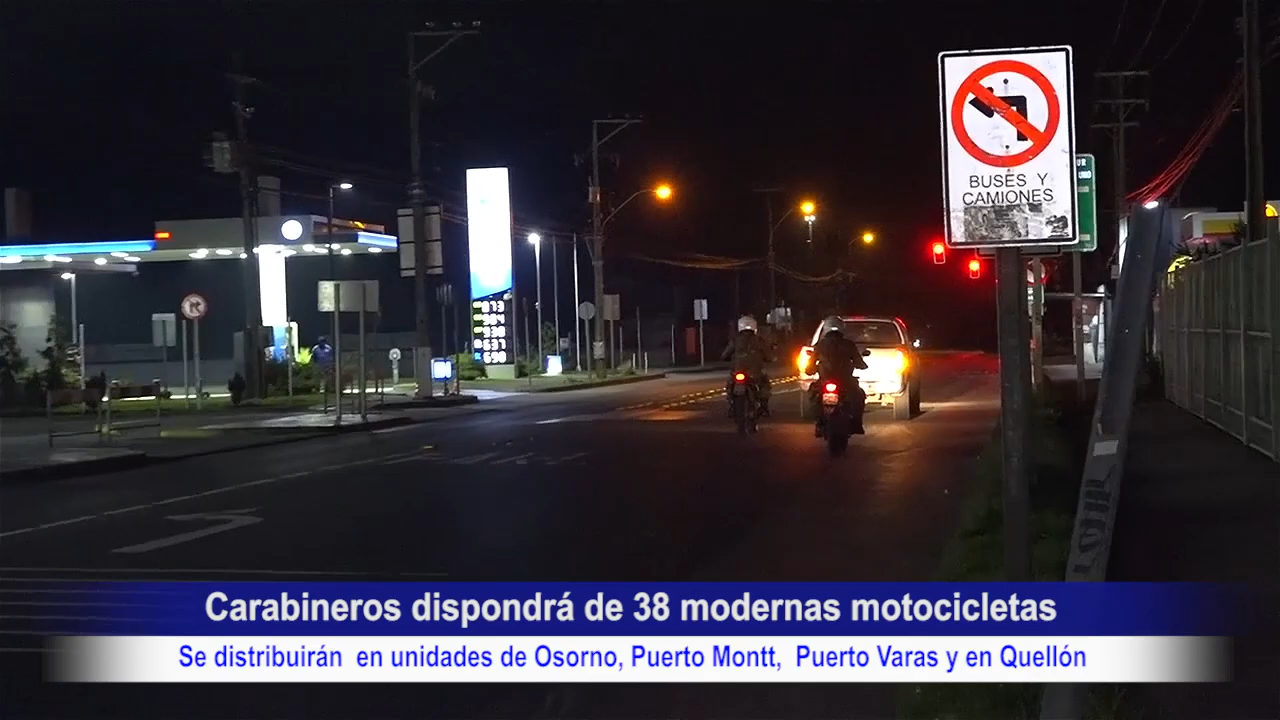 BUSES Y
CAMIONES
Carabineros dispondrá de 38 modernas motocicletas
Se distribuirán  en unidades de Osorno, Puerto Montt,  Puerto Varas y en Quellón